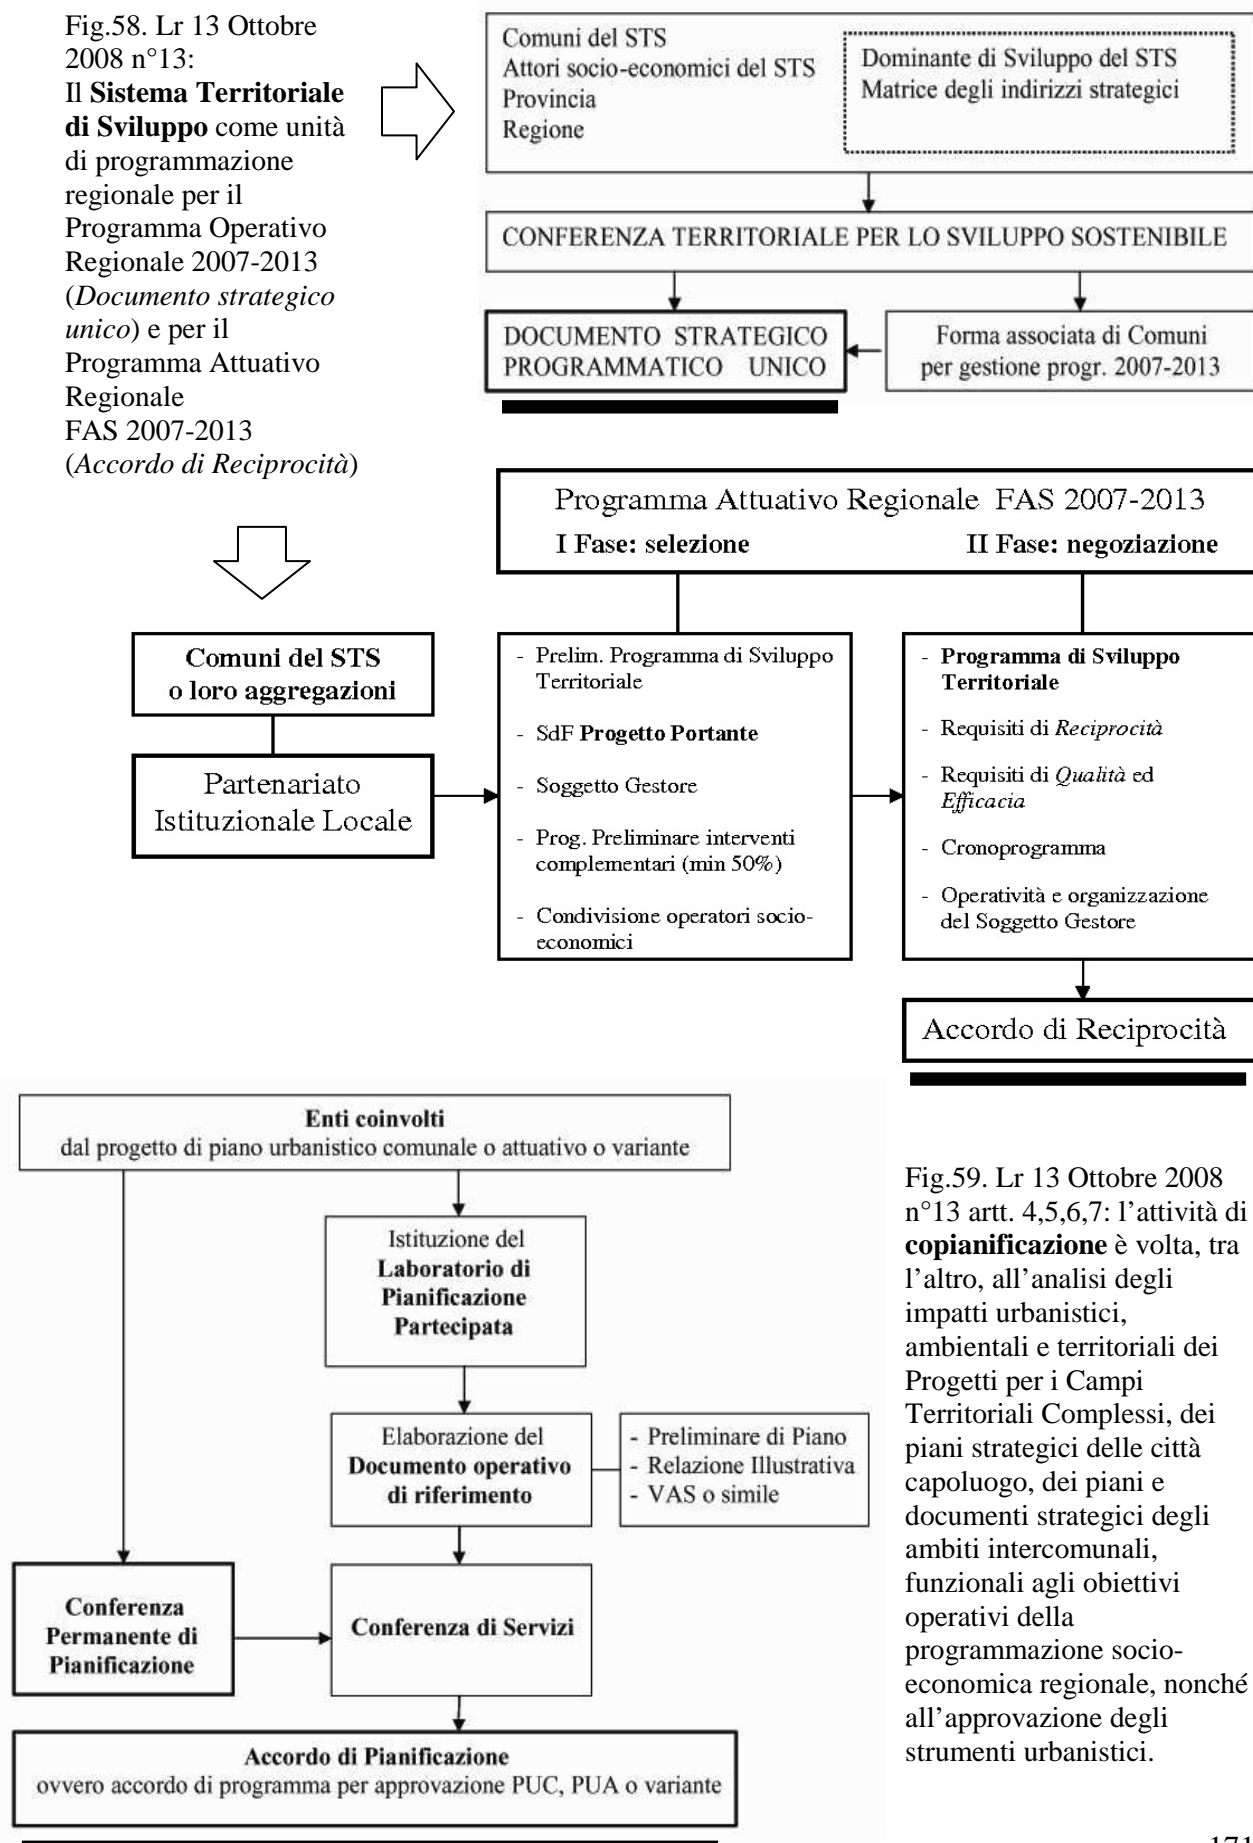 Fig.58. Lr 13 Ottobre
2008 n°13:
Il Sistema Territoriale
di Sviluppo come unità
di programmazione
regionale per il
Programma Operativo
Regionale 2007-2013
(Documento strategico
unico) e per il
Programma Attuativo
Regionale
FAS 2007-2013
(Accordo di Reciprocità)
Comuni del STS
Attori socio-economici del STS
Provincia
Regione
Dominante di Sviluppo del STS
Matrice degli indirizzi strategici
CONFERENZA TERRITORIALE PER LO SVILUPPO SOSTENIBILE
DOCUMENTO STRATEGICO
PROGRAMMATICO UNICO
Forma associata di Comuni
per gestione progr. 2007-2013
Programma Attuativo Regionale FAS 2007-2013
I Fase: selezione
II Fase: negoziazione
Comuni del STS
o loro aggregazioni
Partenariato
Istituzionale Locale
- Prelim. Programma di Sviluppo
Territoriale
- SdF Progetto Portante
- Soggetto Gestore
- Prog. Preliminare interventi
complementari (min 50%)
- Condivisione operatori socio-
economici
- Programma di Sviluppo
Territoriale
- Requisiti di Reciprocità
- Requisiti di Qualità ed
Efficacia
- Cronoprogramma
- Operatività e organizzazione
del Soggetto Gestore
Accordo di Reciprocità
Enti coinvolti
dal progetto di piano urbanistico comunale o attuativo o variante
Istituzione del
Laboratorio di
Pianificazione
Partecipata
Elaborazione del
Documento operativo
di riferimento
- Preliminare di Piano
- Relazione Illustrativa
- VAS o simile
Conferenza
Permanente di
Pianificazione
Conferenza di Servizi
Accordo di Pianificazione
ovvero accordo di programma per approvazione PUC, PUA o variante
Fig.59. Lr 13 Ottobre 2008
n°13 artt. 4,5,6,7: l’attività di
copianificazione è volta, tra
l’altro, all’analisi degli
impatti urbanistici,
ambientali e territoriali dei
Progetti per i Campi
Territoriali Complessi, dei
piani strategici delle città
capoluogo, dei piani e
documenti strategici degli
ambiti intercomunali,
funzionali agli obiettivi
operativi della
programmazione socio-
economica regionale, nonché
all’approvazione degli
strumenti urbanistici.
171